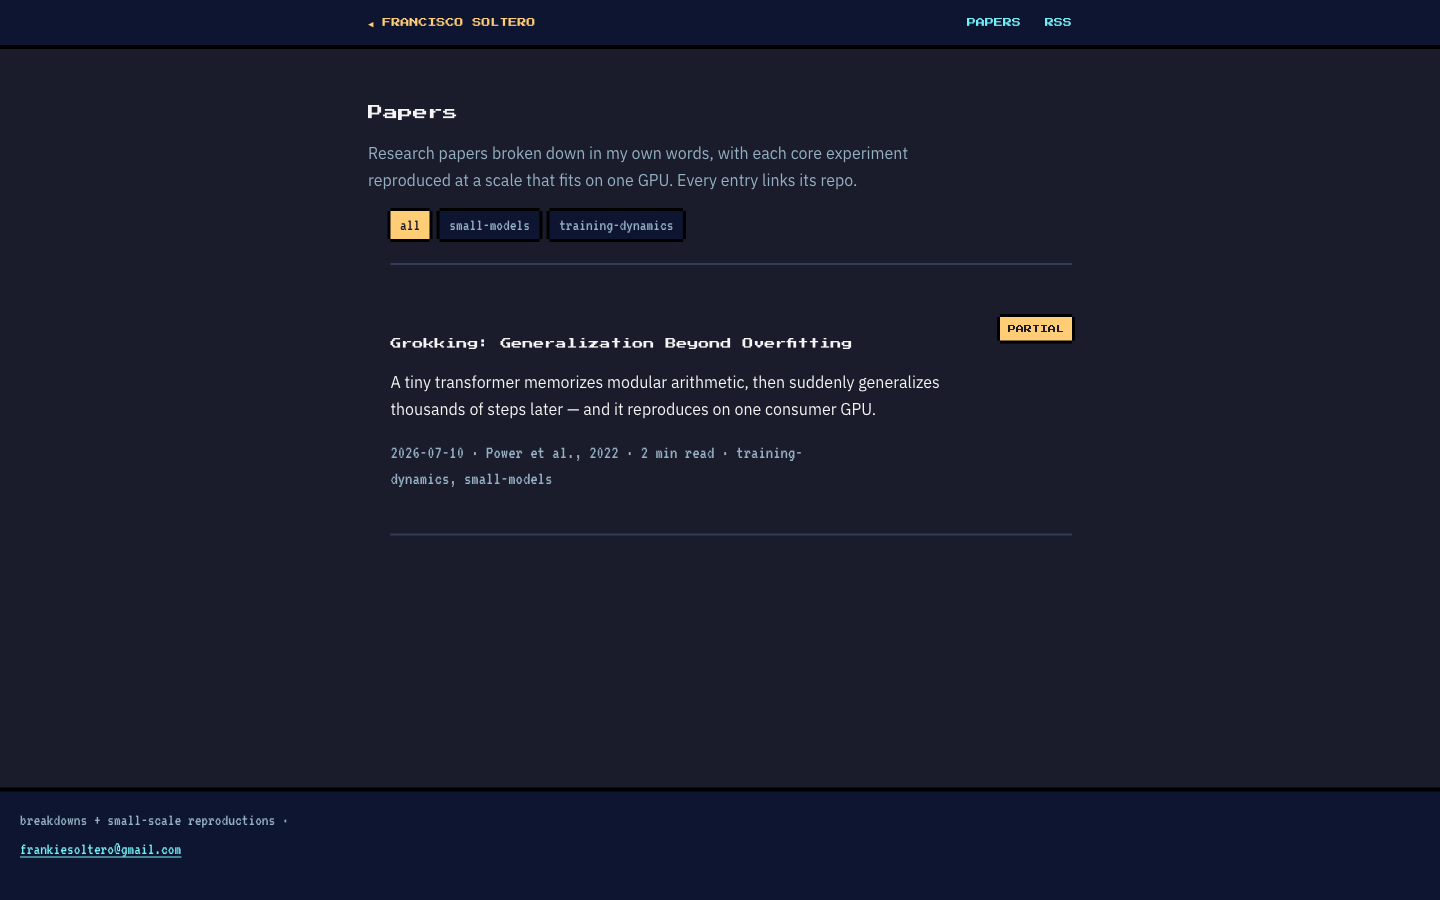 ◂ FRANCISCO SOLTERO
PAPERS RSS
Papers
Research papers broken down in my own words, with each core experiment
reproduced at a scale that fits on one GPU. Every entry links its repo.
all small-models training-dynamics
PARTIAL
Grokking: Generalization Beyond Overfitting
A tiny transformer memorizes modular arithmetic, then suddenly generalizes
thousands of steps later — and it reproduces on one consumer GPU.
2026-07-10 · Power et al., 2022 · 2 min read · training-
dynamics, small-models
breakdowns + small-scale reproductions ·
frankiesoltero@gmail.com